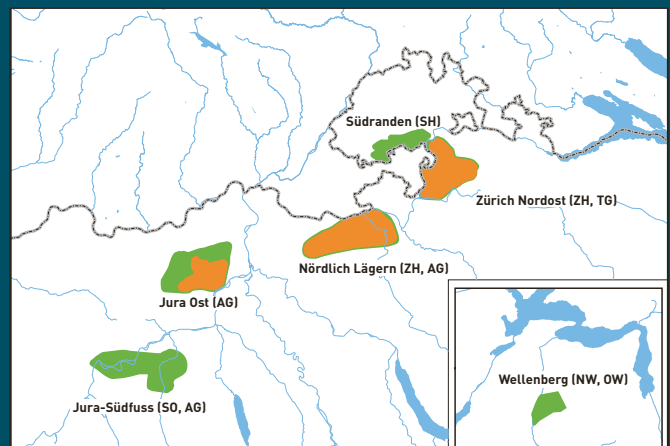 Südranden (SH)
Zürich Nordost (ZH, TG)
Nördlich Lägern (ZH, AG)
Jura Ost (AG)
Wellenberg (NW, OW)
Jura-Südfuss (SO, AG)